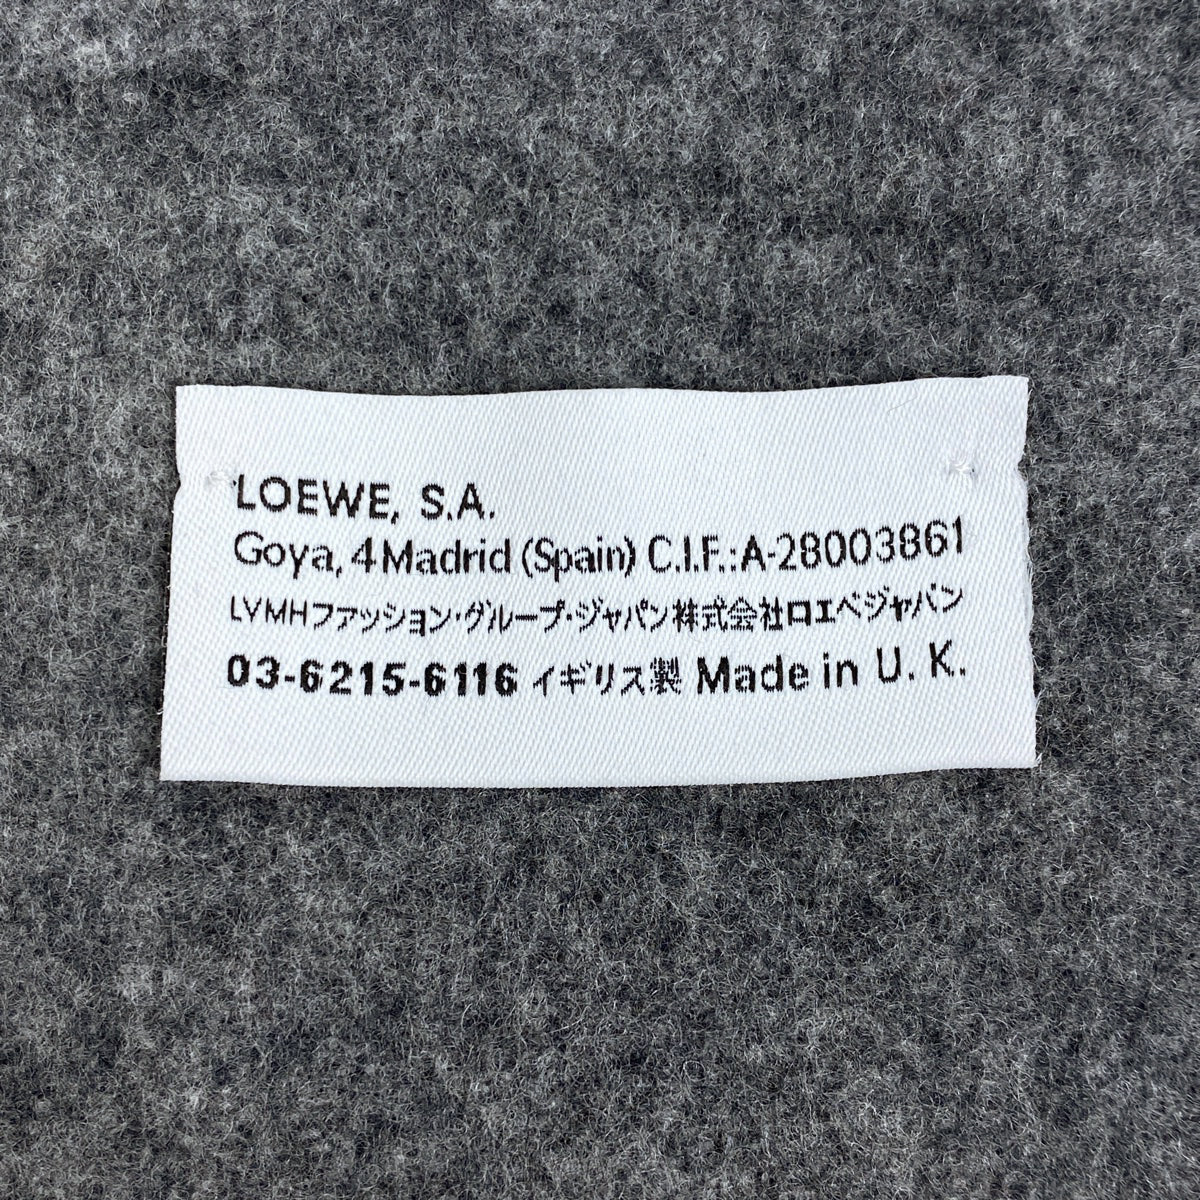 LOEWE, S.A.
Goya, 4 Madrid (Spain) C.I.F.: A-28003861
LVMHファッション・グループ・ジャパン株式会社ロエベジャパン
03-6215-6116 イギリス製 Made in U. K.